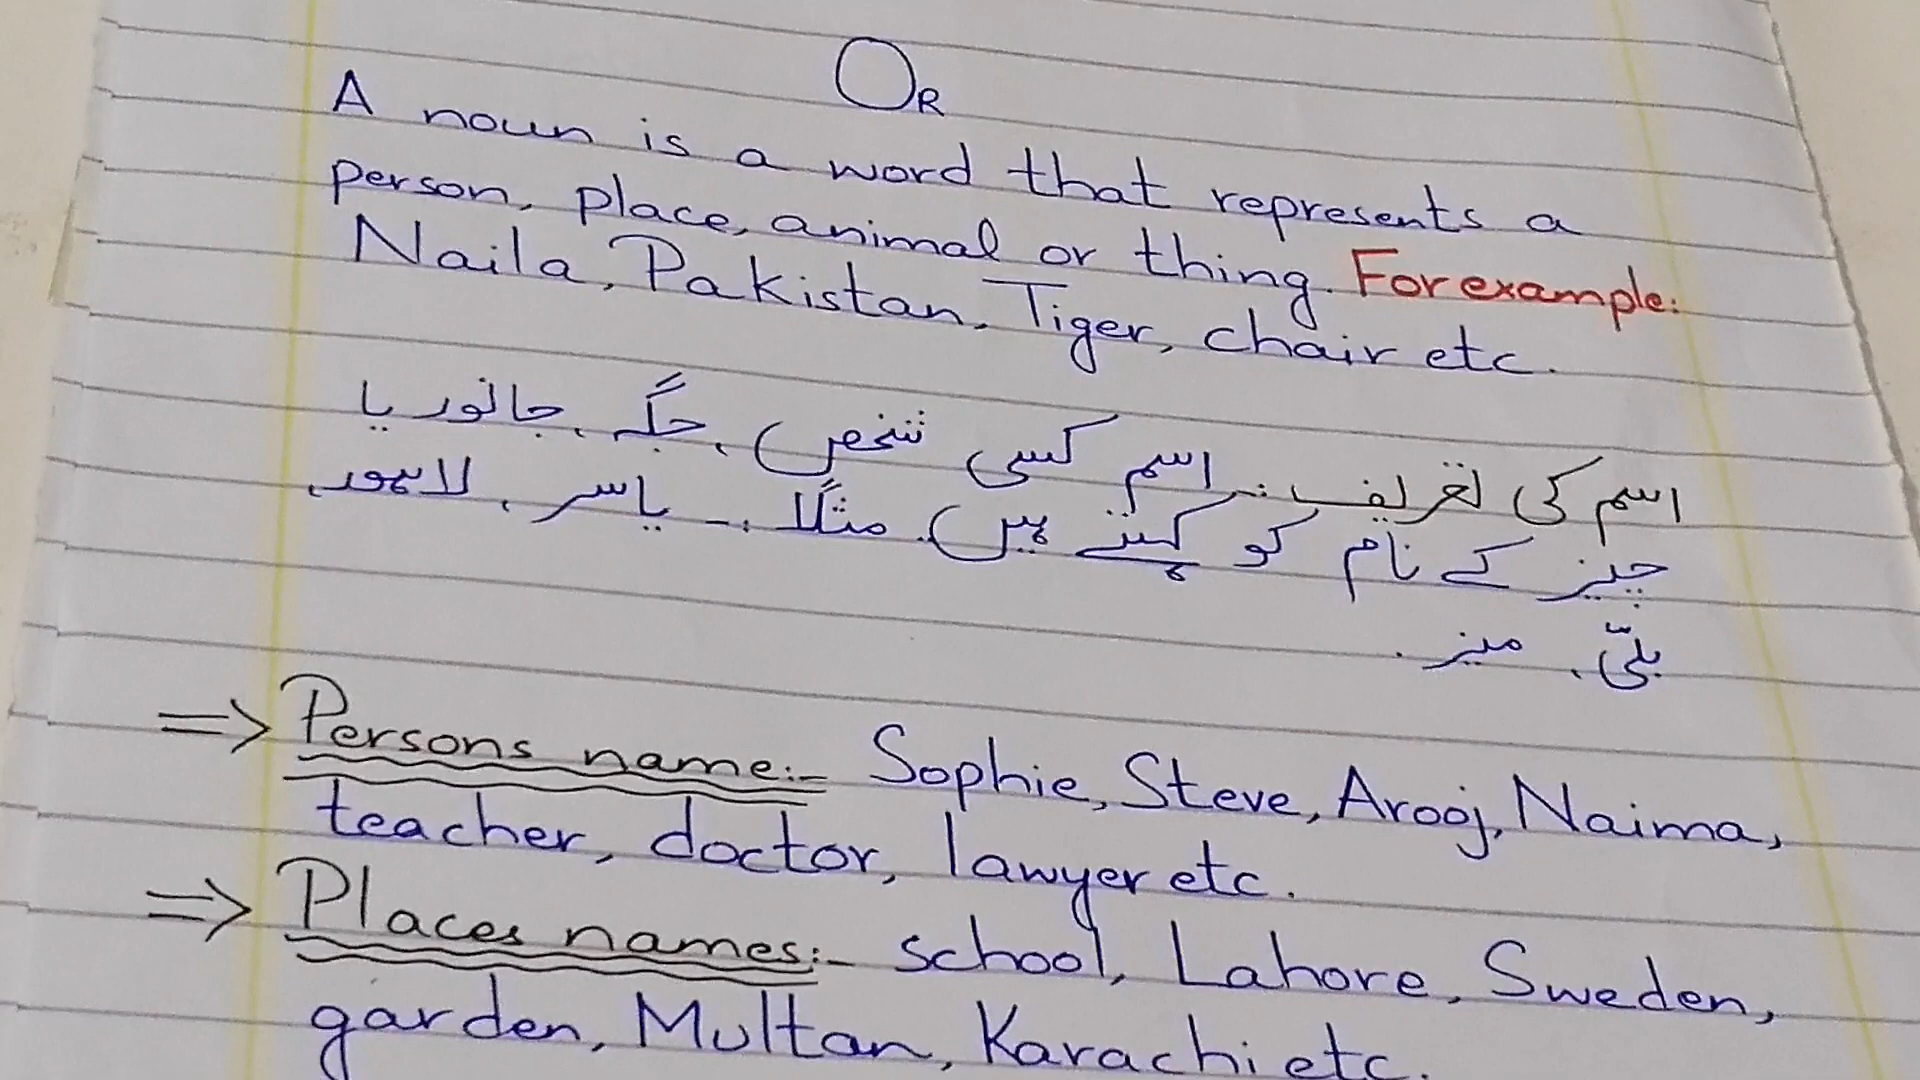 OR
A noun is a word that represents a
person, place, animal or thing. For example:
Naila, Pakistan, Tiger, chair etc.
اسم کی تعریف:۔ اسم کسی شخص، جگہ، جانور یا
چیز کے نام کو کہتے ہیں۔ مثلاً :۔ یاسر، لاہور،
بلّی، میز۔
⇒ Persons name:- Sophie, Steve, Arooj, Naima,
teacher, doctor, lawyer etc.
⇒ Places names:- school, Lahore, Sweden,
garden, Multan, Karachi etc.